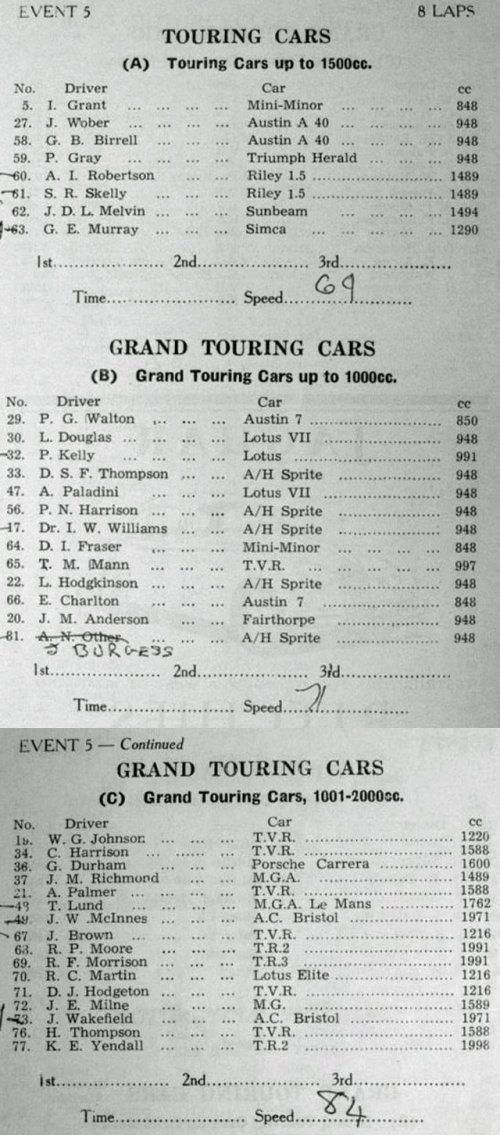 EVENT 5 8 LAPS
TOURING CARS
(A) Touring Cars up to 1500cc.
No. Driver Car cc
5. I. Grant ... ... ... ... Mini-Minor ... ... ... ... 848
27. J. Wober ... ... ... ... Austin A 40 ... ... ... ... 948
58. G. B. Birrell ... ... ... Austin A 40 ... ... ... ... 948
59. P. Gray ... ... ... ... Triumph Herald ... ... ... 948
60. A. I. Robertson ... ... Riley 1.5 ................................ 1489
61. S. R. Skelly ... ... ... Riley 1.5 ................................ 1489
62. J. D. L. Melvin ... ... ... Sunbeam ... ... ... ... 1494
63. G. E. Murray ... ... ... Simca ... ... ... ... 1290
1st...................... 2nd...................... 3rd......................
69
Time.................... Speed.........................
GRAND TOURING CARS
(B) Grand Touring Cars up to 1000cc.
No. Driver Car cc
29. P. G. Walton ... ... ... Austin 7 ................................ 850
30. L. Douglas ... ... ... ... Lotus VII ............................ 948
32. P. Kelly ... ... ... ... Lotus .................................... 991
33. D. S. F. Thompson ... ... A/H Sprite ............................ 948
47. A. Paladini ... ... ... Lotus VII ............................ 948
56. P. N. Harrison ... ... ... A/H Sprite ............................ 948
17. Dr. I. W. Williams ... ... A/H Sprite ............................ 948
64. D. I. Fraser ... ... ... Mini-Minor ... ... ... ... 848
65. T. M. Mann ... ... ... T.V.R. ... ... ... ... ... 997
22. L. Hodgkinson ... ... ... A/H Sprite ............................ 948
66. E. Charlton ... ... ... Austin 7 ................................ 848
20. J. M. Anderson ... ... Fairthorpe ............................ 948
81. A. N. Other ... ... ... A/H Sprite ............................ 948
J BURGESS
1st...................... 2nd...................... 3rd......................
Time.................... Speed.....71....................
EVENT 5 — Continued
GRAND TOURING CARS
(C) Grand Touring Cars, 1001-2000cc.
No. Driver Car cc
W. G. Johnson ... ... ... T.V.R. .................................... 1220
34. C. Harrison ... ... ... T.V.R. .................................... 1588
36. G. Durham ... ... ... Porsche Carrera ................ 1600
37 J. M. Richmond ... ... M.G.A. .................................... 1489
21. A. Palmer ... ... ... ... T.V.R. .................................... 1588
T. Lund ... ... ... M.G.A. Le Mans ................ 1762
49. J. W .McInnes ... ... ... A.C. Bristol ........................ 1971
67 J. Brown ... ... ... ... T.V.R. .................................... 1216
63. R. P. Moore ... ... ... T.R.2 .................................... 1991
69. R. F. Morrison ... ... ... T.R.3 .................................... 1991
70. R. C. Martin ... ... ... Lotus Elite ........................ 1216
71. D. J. Hodgeton ... ... ... T.V.R. .................................... 1216
72. J. E. Milne ... ... ... M.G. .................................... 1589
73. J. Wakefield ... ... ... A.C. Bristol ........................ 1971
76. H. Thompson ... ... ... T.V.R. .................................... 1588
77. K. E. Yendall ... ... ... T.R.2 .................................... 1998
1st...................... 2nd...................... 3rd......................
84
Time.................... Speed.........................